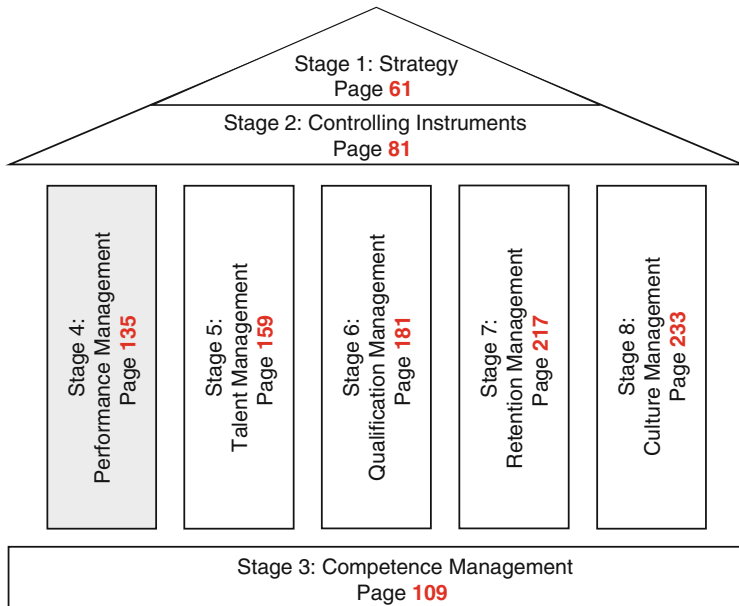 Stage 1: Strategy
Page 61
Stage 2: Controlling Instruments
Page 81
Stage 4:
Performance Management
Page 135
Stage 5:
Talent Management
Page 159
Stage 6:
Qualification Management
Page 181
Stage 7:
Retention Management
Page 217
Stage 8:
Culture Management
Page 233
Stage 3: Competence Management
Page 109